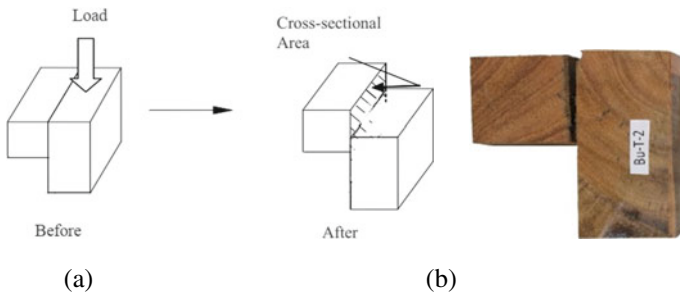 Load
Cross-sectional
Area
Before
After
Bu-T-2
(a)
(b)